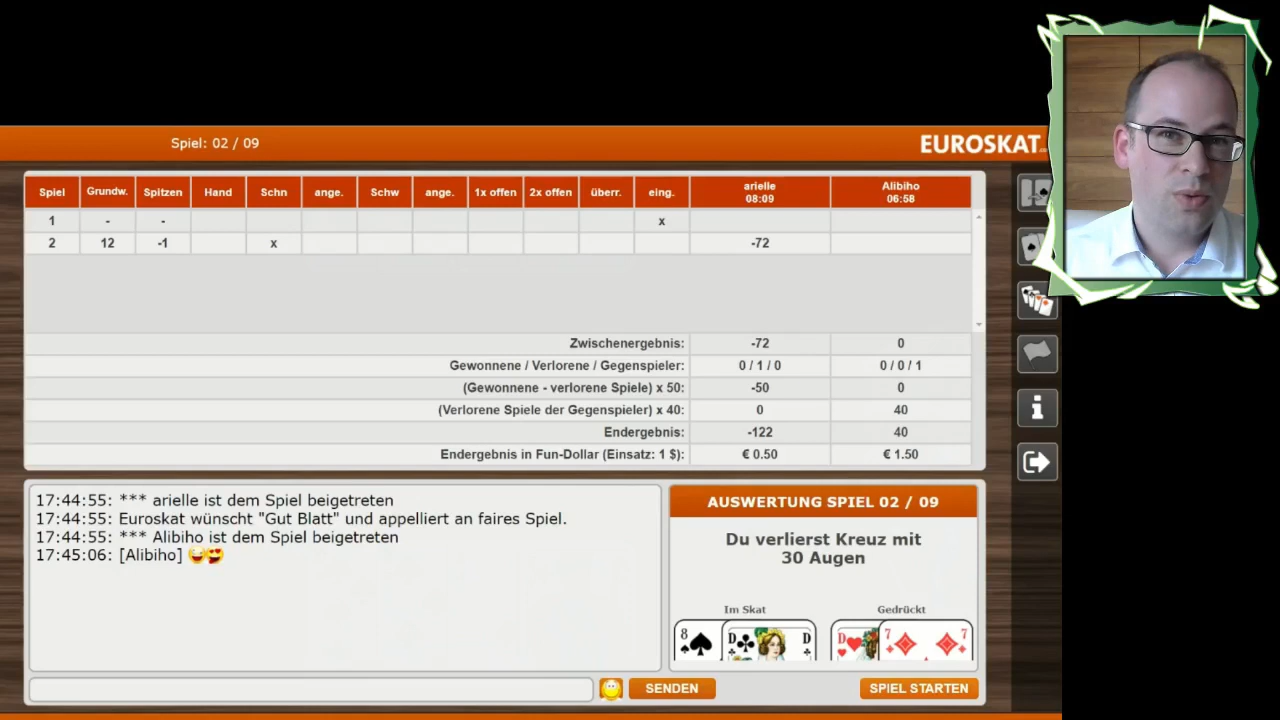 Spiel: 02 / 09
EUROSKAT
Spiel Grundw. Spitzen Hand Schn ange. Schw ange. 1x offen 2x offen überr. eing. arielle 08:09 Alibiho 06:58
1 - - x
2 12 -1 x -72
Zwischenergebnis: -72 0
Gewonnene / Verlorene / Gegenspieler: 0 / 1 / 0 0 / 0 / 1
(Gewonnene - verlorene Spiele) x 50: -50 0
(Verlorene Spiele der Gegenspieler) x 40: 0 40
Endergebnis: -122 40
Endergebnis in Fun-Dollar (Einsatz: 1 $): € 0.50 € 1.50
17:44:55: *** arielle ist dem Spiel beigetreten
17:44:55: Euroskat wünscht "Gut Blatt" und appelliert an faires Spiel.
17:44:55: *** Alibiho ist dem Spiel beigetreten
17:45:06: [Alibiho]
AUSWERTUNG SPIEL 02 / 09
Du verlierst Kreuz mit
30 Augen
Im Skat Gedrückt
8 D D D 7 7
SENDEN
SPIEL STARTEN